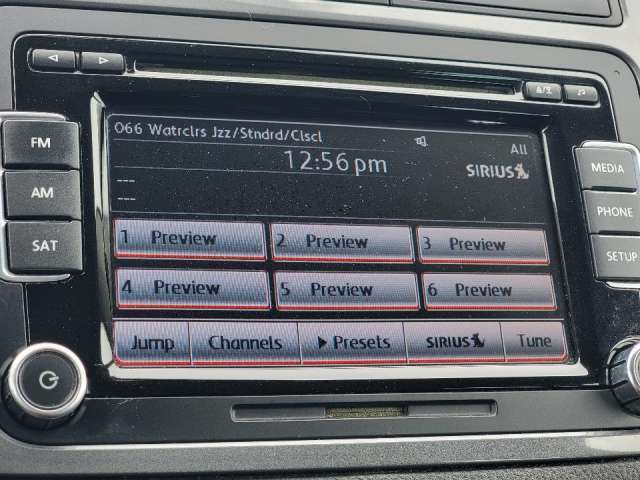 066 Watrclrs Jzz/Stndrd/Clscl
All
12:56 pm
SIRIUS
---
---
FM
AM
SAT
MEDIA
PHONE
SETUP
1 Preview
2 Preview
3 Preview
4 Preview
5 Preview
6 Preview
Jump
Channels
Presets
SIRIUS
Tune